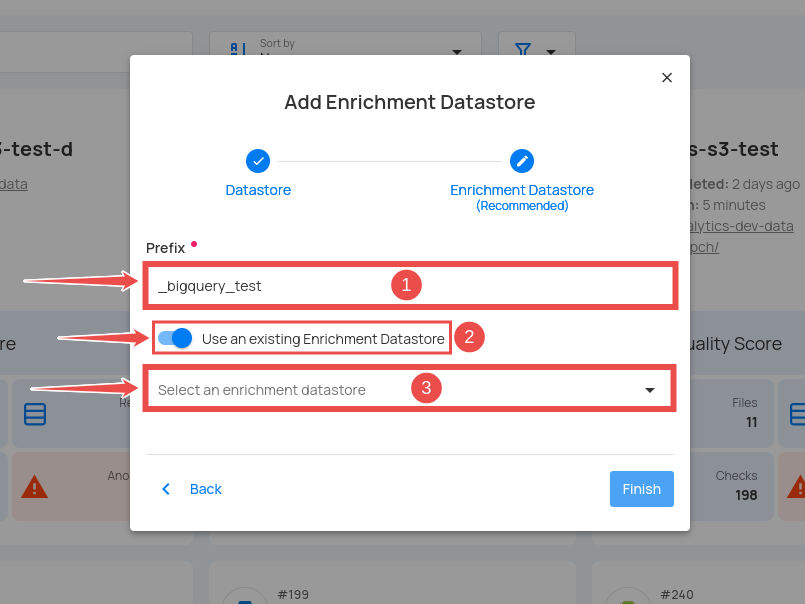 Sort by
Add Enrichment Datastore
-test-d
s-s3-test
data
leted: 2 days ago
n: 5 minutes
alytics-dev-data
pch/
Datastore
Enrichment Datastore
(Recommended)
Prefix
_bigquery_test
1
Use an existing Enrichment Datastore
2
re
uality Score
Select an enrichment datastore
3
Re
Files
11
Ano
Checks
198
Back
Finish
#199
#240